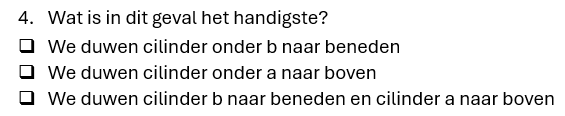 4. Wat is in dit geval het handigste?
❑ We duwen cilinder onder b naar beneden
❑ We duwen cilinder onder a naar boven
❑ We duwen cilinder b naar beneden en cilinder a naar boven